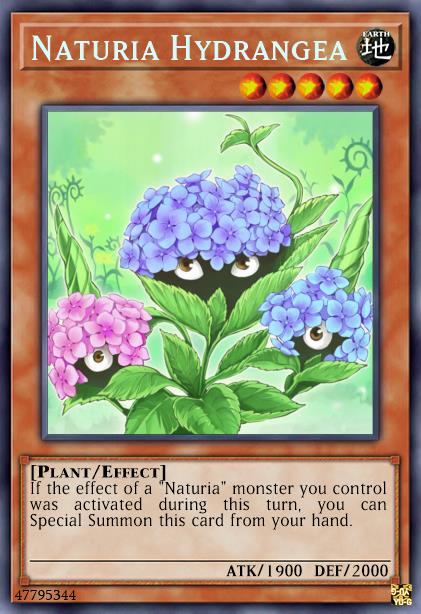 NATURIA HYDRANGEA
EARTH
地
[PLANT/EFFECT]
If the effect of a "Naturia" monster you control
was activated during this turn, you can
Special Summon this card from your hand.
ATK/1900 DEF/2000
47795344